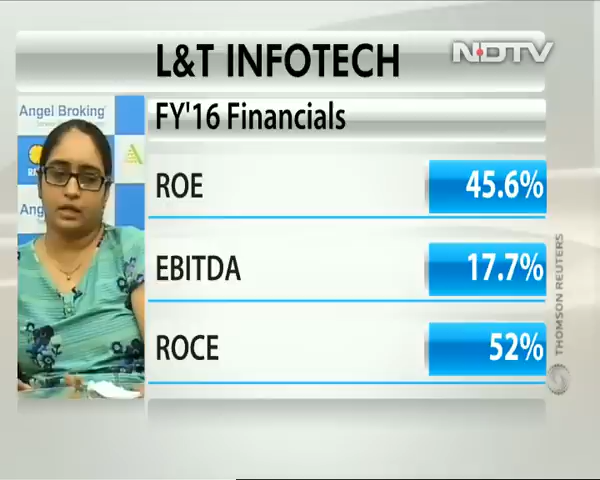 L&T INFOTECH
NDTV
Angel Broking
FY'16 Financials
ROE
45.6%
EBITDA
17.7%
ROCE
52%
THOMSON REUTERS